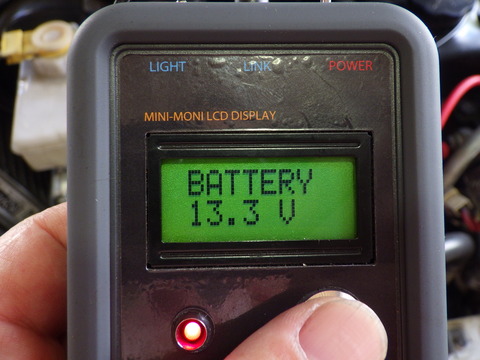 LIGHT LINK POWER
MINI-MONI LCD DISPLAY
BATTERY
13.3 V